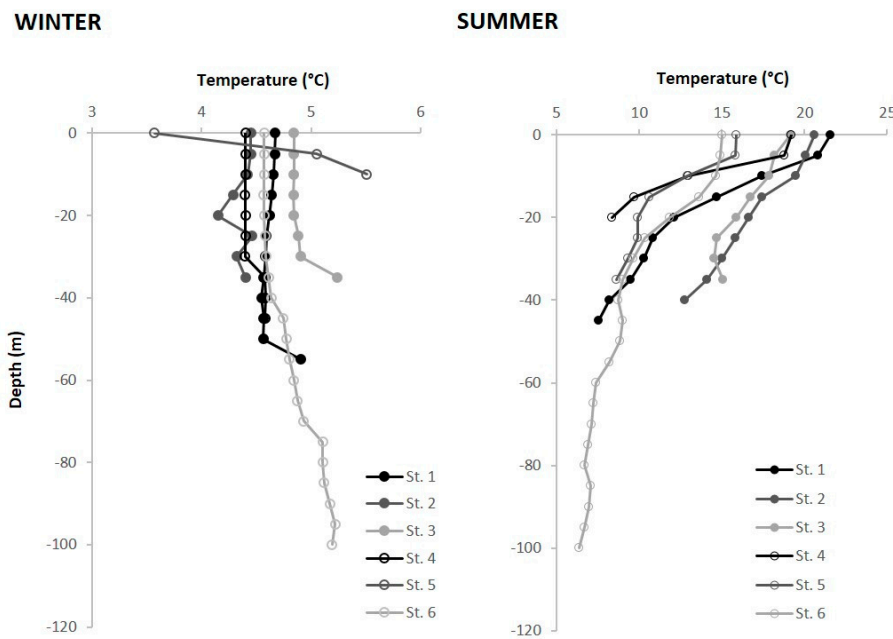 WINTER
Temperature (°C)
3 4 5 6
0
-20
-40
-60
-80
-100
-120
Depth (m)
St. 1
St. 2
St. 3
St. 4
St. 5
St. 6
SUMMER
Temperature (°C)
5 10 15 20 25
0
-20
-40
-60
-80
-100
-120
St. 1
St. 2
St. 3
St. 4
St. 5
St. 6